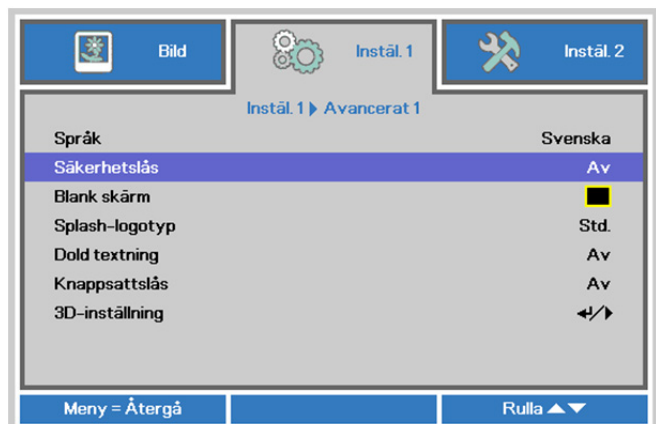 Bild
Instäl. 1
Instäl. 2
Instäl. 1 Avancerat 1
Språk Svenska
Säkerhetslås Av
Blank skärm
Splash-logotyp Std.
Dold textning Av
Knappsattslås Av
3D-inställning
Meny = Återgå
Rulla